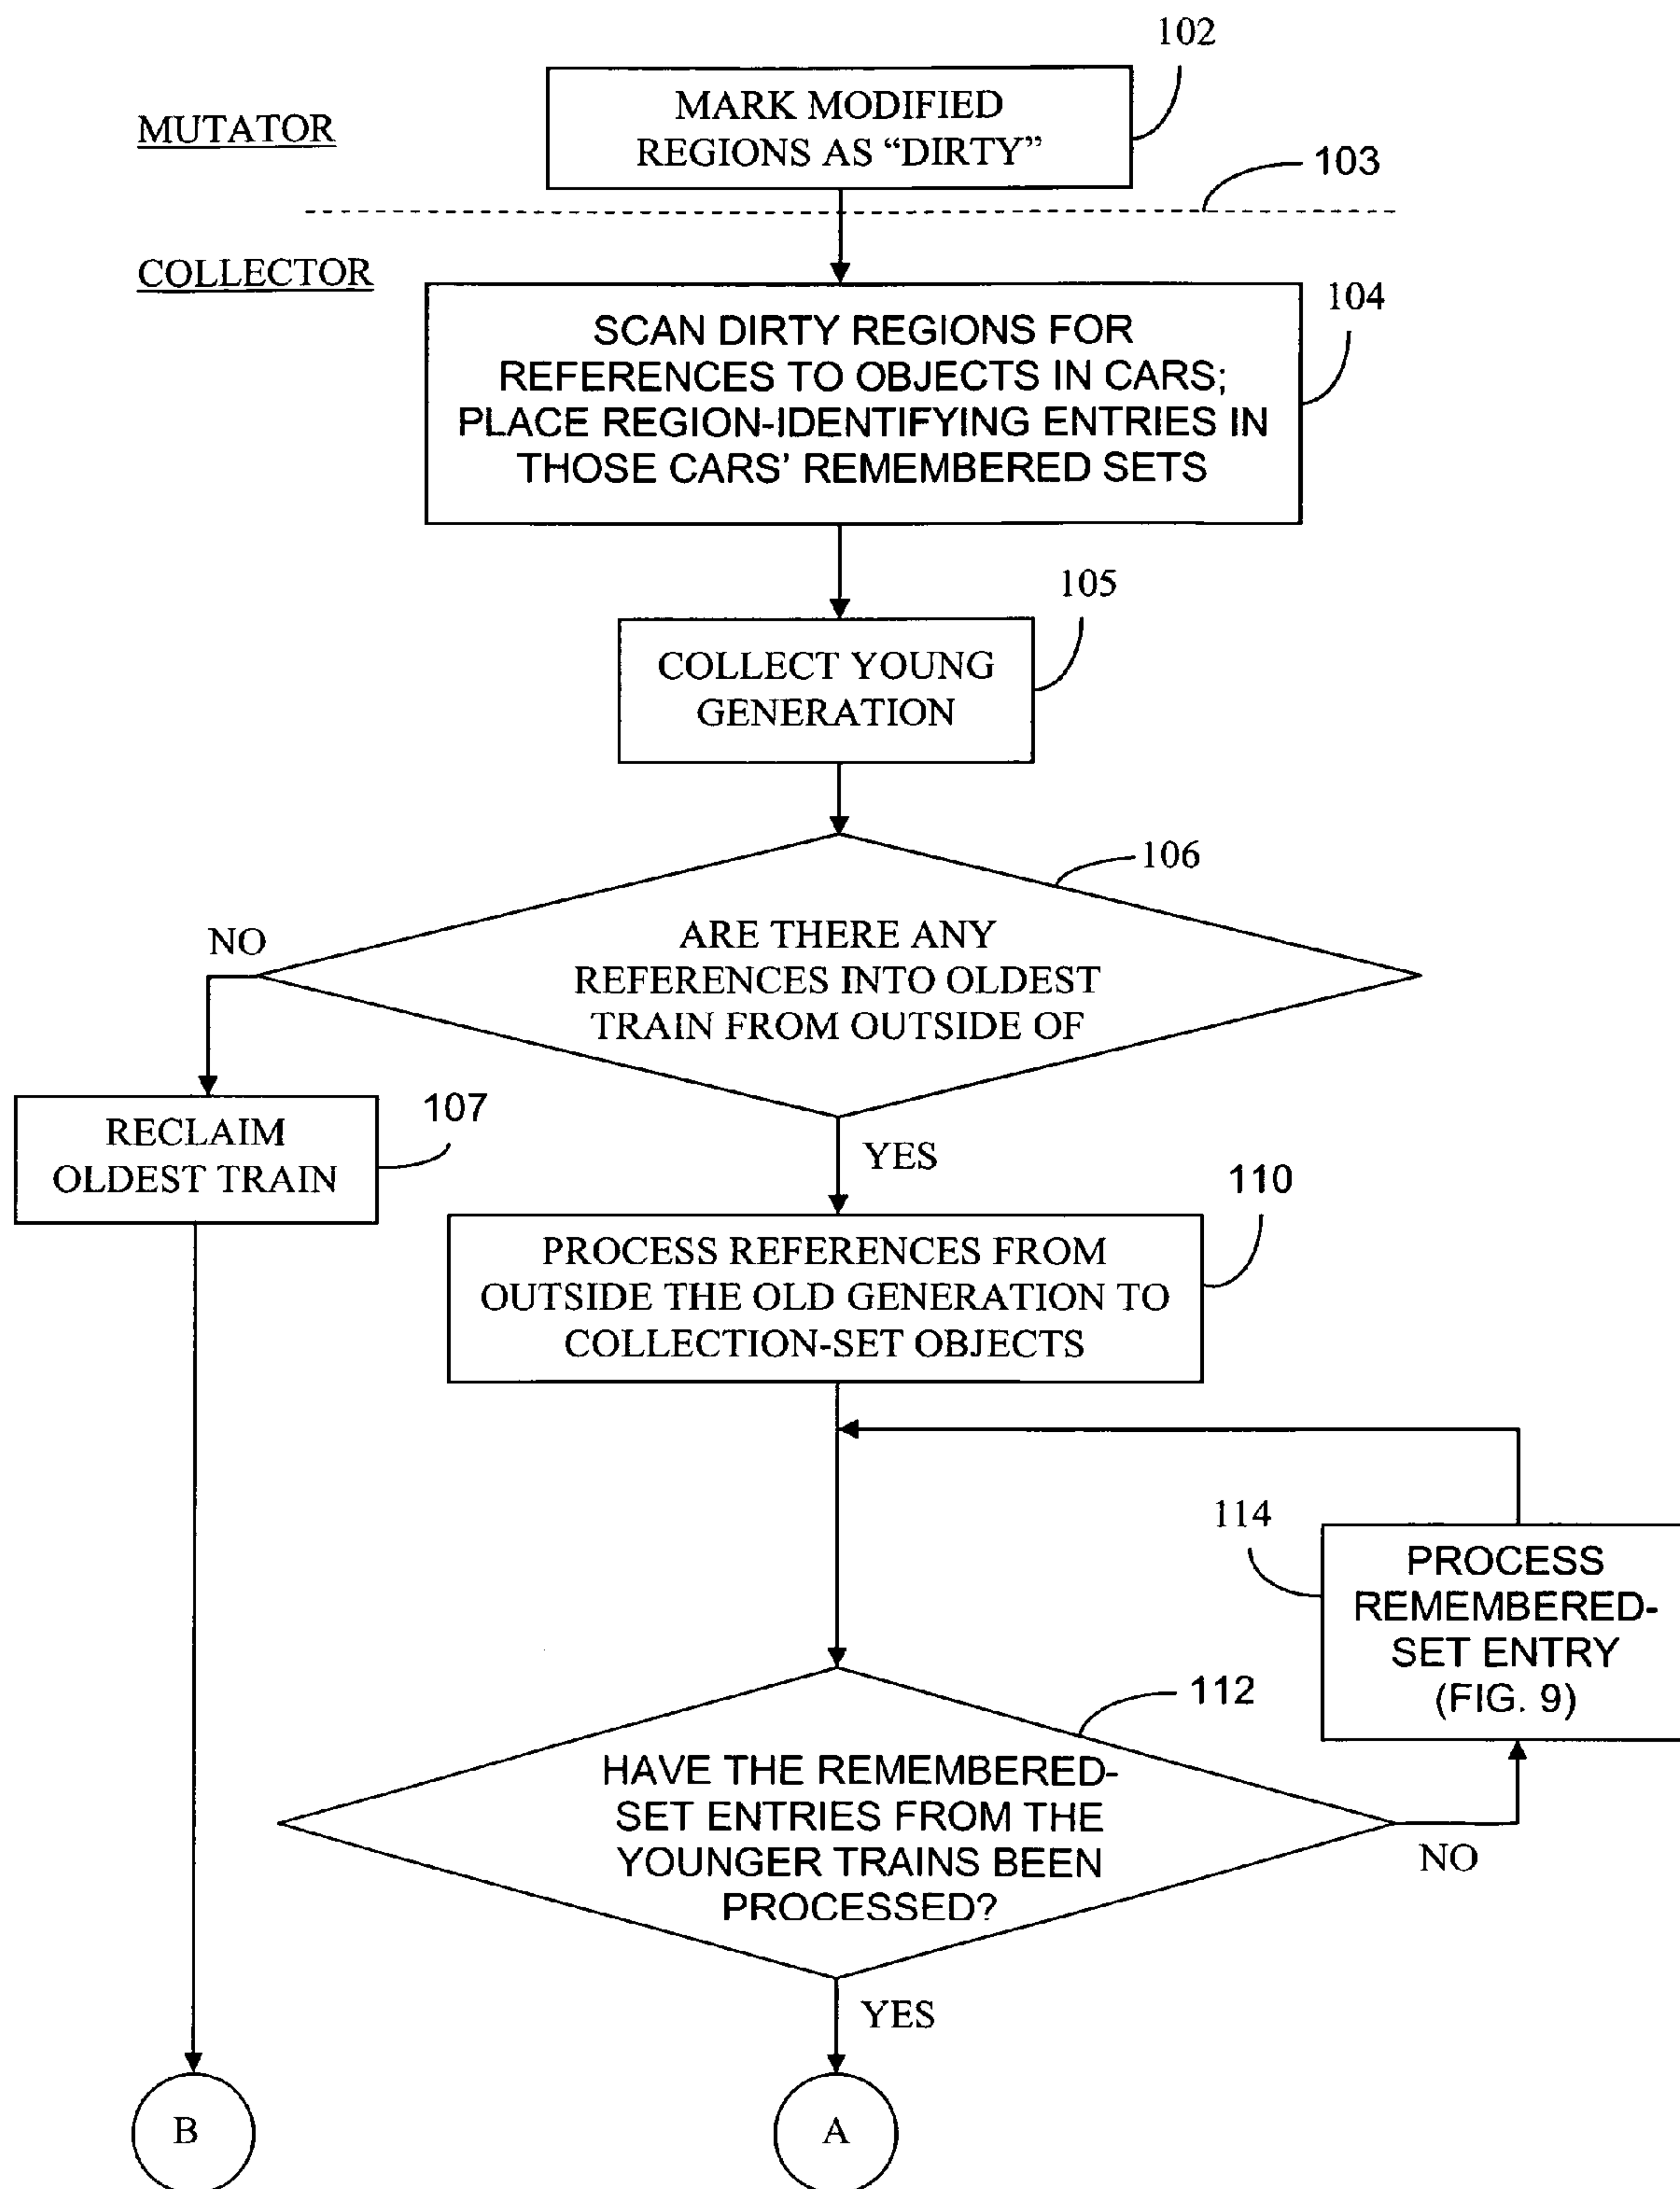 102
MARK MODIFIED
REGIONS AS “DIRTY”
MUTATOR
103
COLLECTOR
104
SCAN DIRTY REGIONS FOR
REFERENCES TO OBJECTS IN CARS;
PLACE REGION-IDENTIFYING ENTRIES IN
THOSE CARS’ REMEMBERED SETS
105
COLLECT YOUNG
GENERATION
106
NO
ARE THERE ANY
REFERENCES INTO OLDEST
TRAIN FROM OUTSIDE OF
107
RECLAIM
OLDEST TRAIN
YES
110
PROCESS REFERENCES FROM
OUTSIDE THE OLD GENERATION TO
COLLECTION-SET OBJECTS
114
PROCESS
REMEMBERED-
SET ENTRY
(FIG. 9)
112
HAVE THE REMEMBERED-
SET ENTRIES FROM THE
YOUNGER TRAINS BEEN
PROCESSED?
NO
YES
B
A